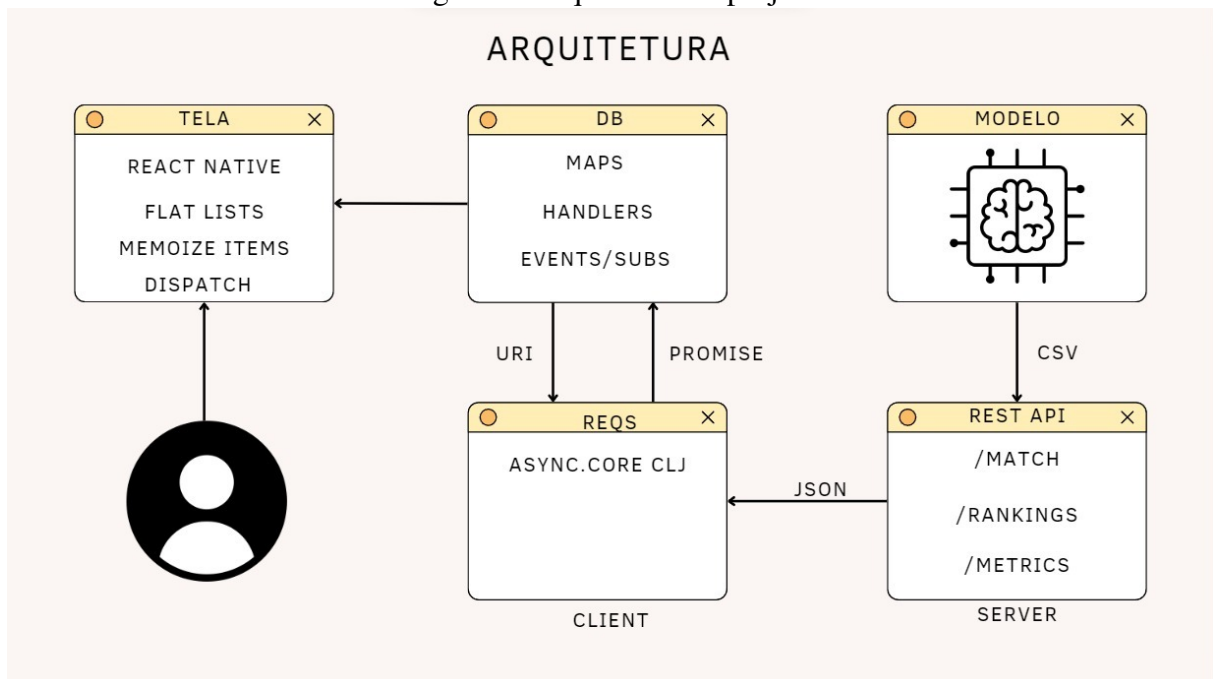 ARQUITETURA
TELA
REACT NATIVE
FLAT LISTS
MEMOIZE ITEMS
DISPATCH
DB
MAPS
HANDLERS
EVENTS/SUBS
MODELO
URI
PROMISE
CSV
REQS
ASYNC.CORE CLJ
CLIENT
JSON
REST API
/MATCH
/RANKINGS
/METRICS
SERVER